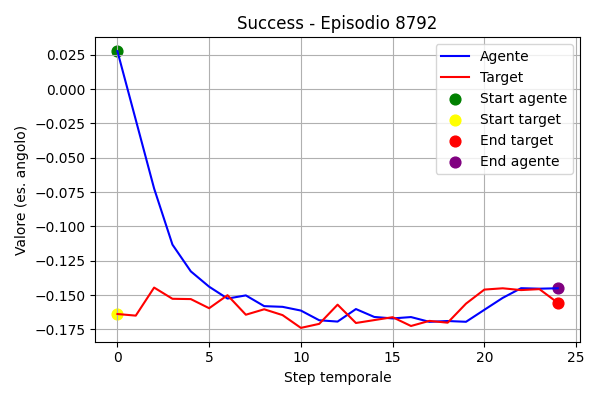 Success - Episodio 8792
Valore (es. angolo)
0.025
0.000
−0.025
−0.050
−0.075
−0.100
−0.125
−0.150
−0.175
Agente
Target
Start agente
Start target
End target
End agente
0 5 10 15 20 25
Step temporale